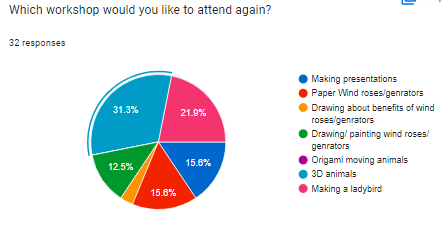 Which workshop would you like to attend again?
32 responses
31.3%
21.9%
12.5%
15.6%
15.6%
Making presentations
Paper Wind roses/genrators
Drawing about benefits of wind
roses/genrators
Drawing/ painting wind roses/
genrators
Origami moving animals
3D animals
Making a ladybird